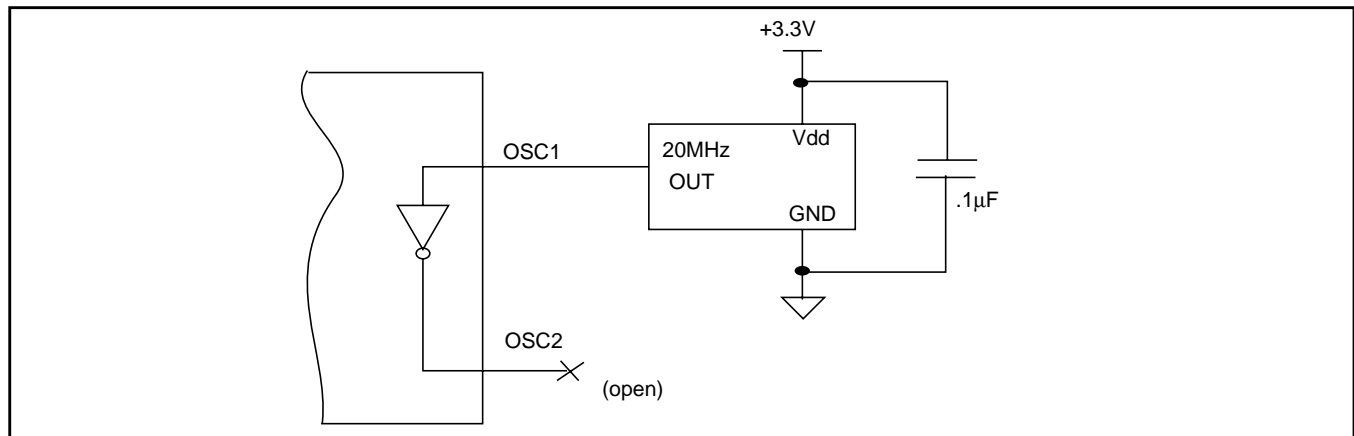 +3.3V
OSC1
20MHz
OUT
Vdd
GND
.1μF
OSC2
(open)